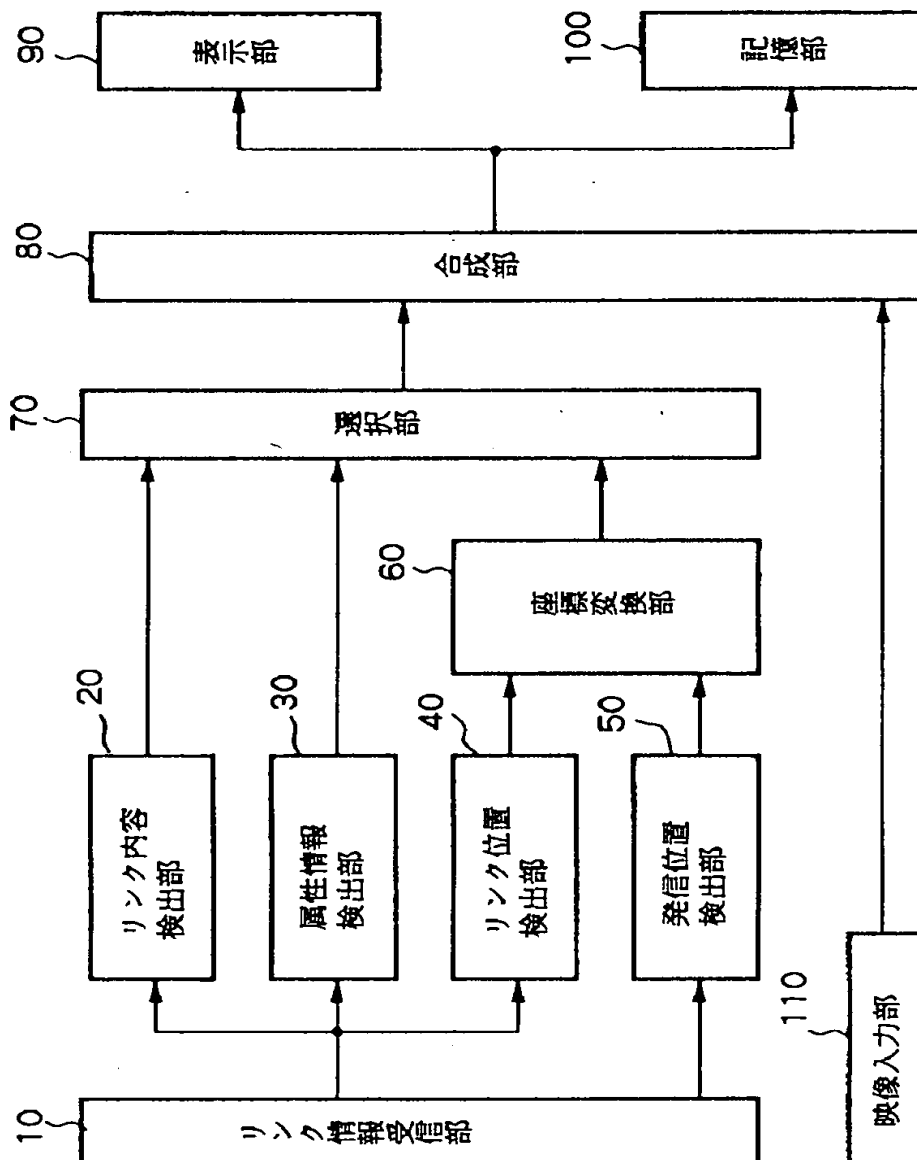 10
リンク情報受信部
20
リンク内容
検出部
30
属性情報
検出部
40
リンク位置
検出部
50
発信位置
検出部
60
座標変換部
70
選択部
80
合成部
90
表示部
100
記憶部
110
映像入力部